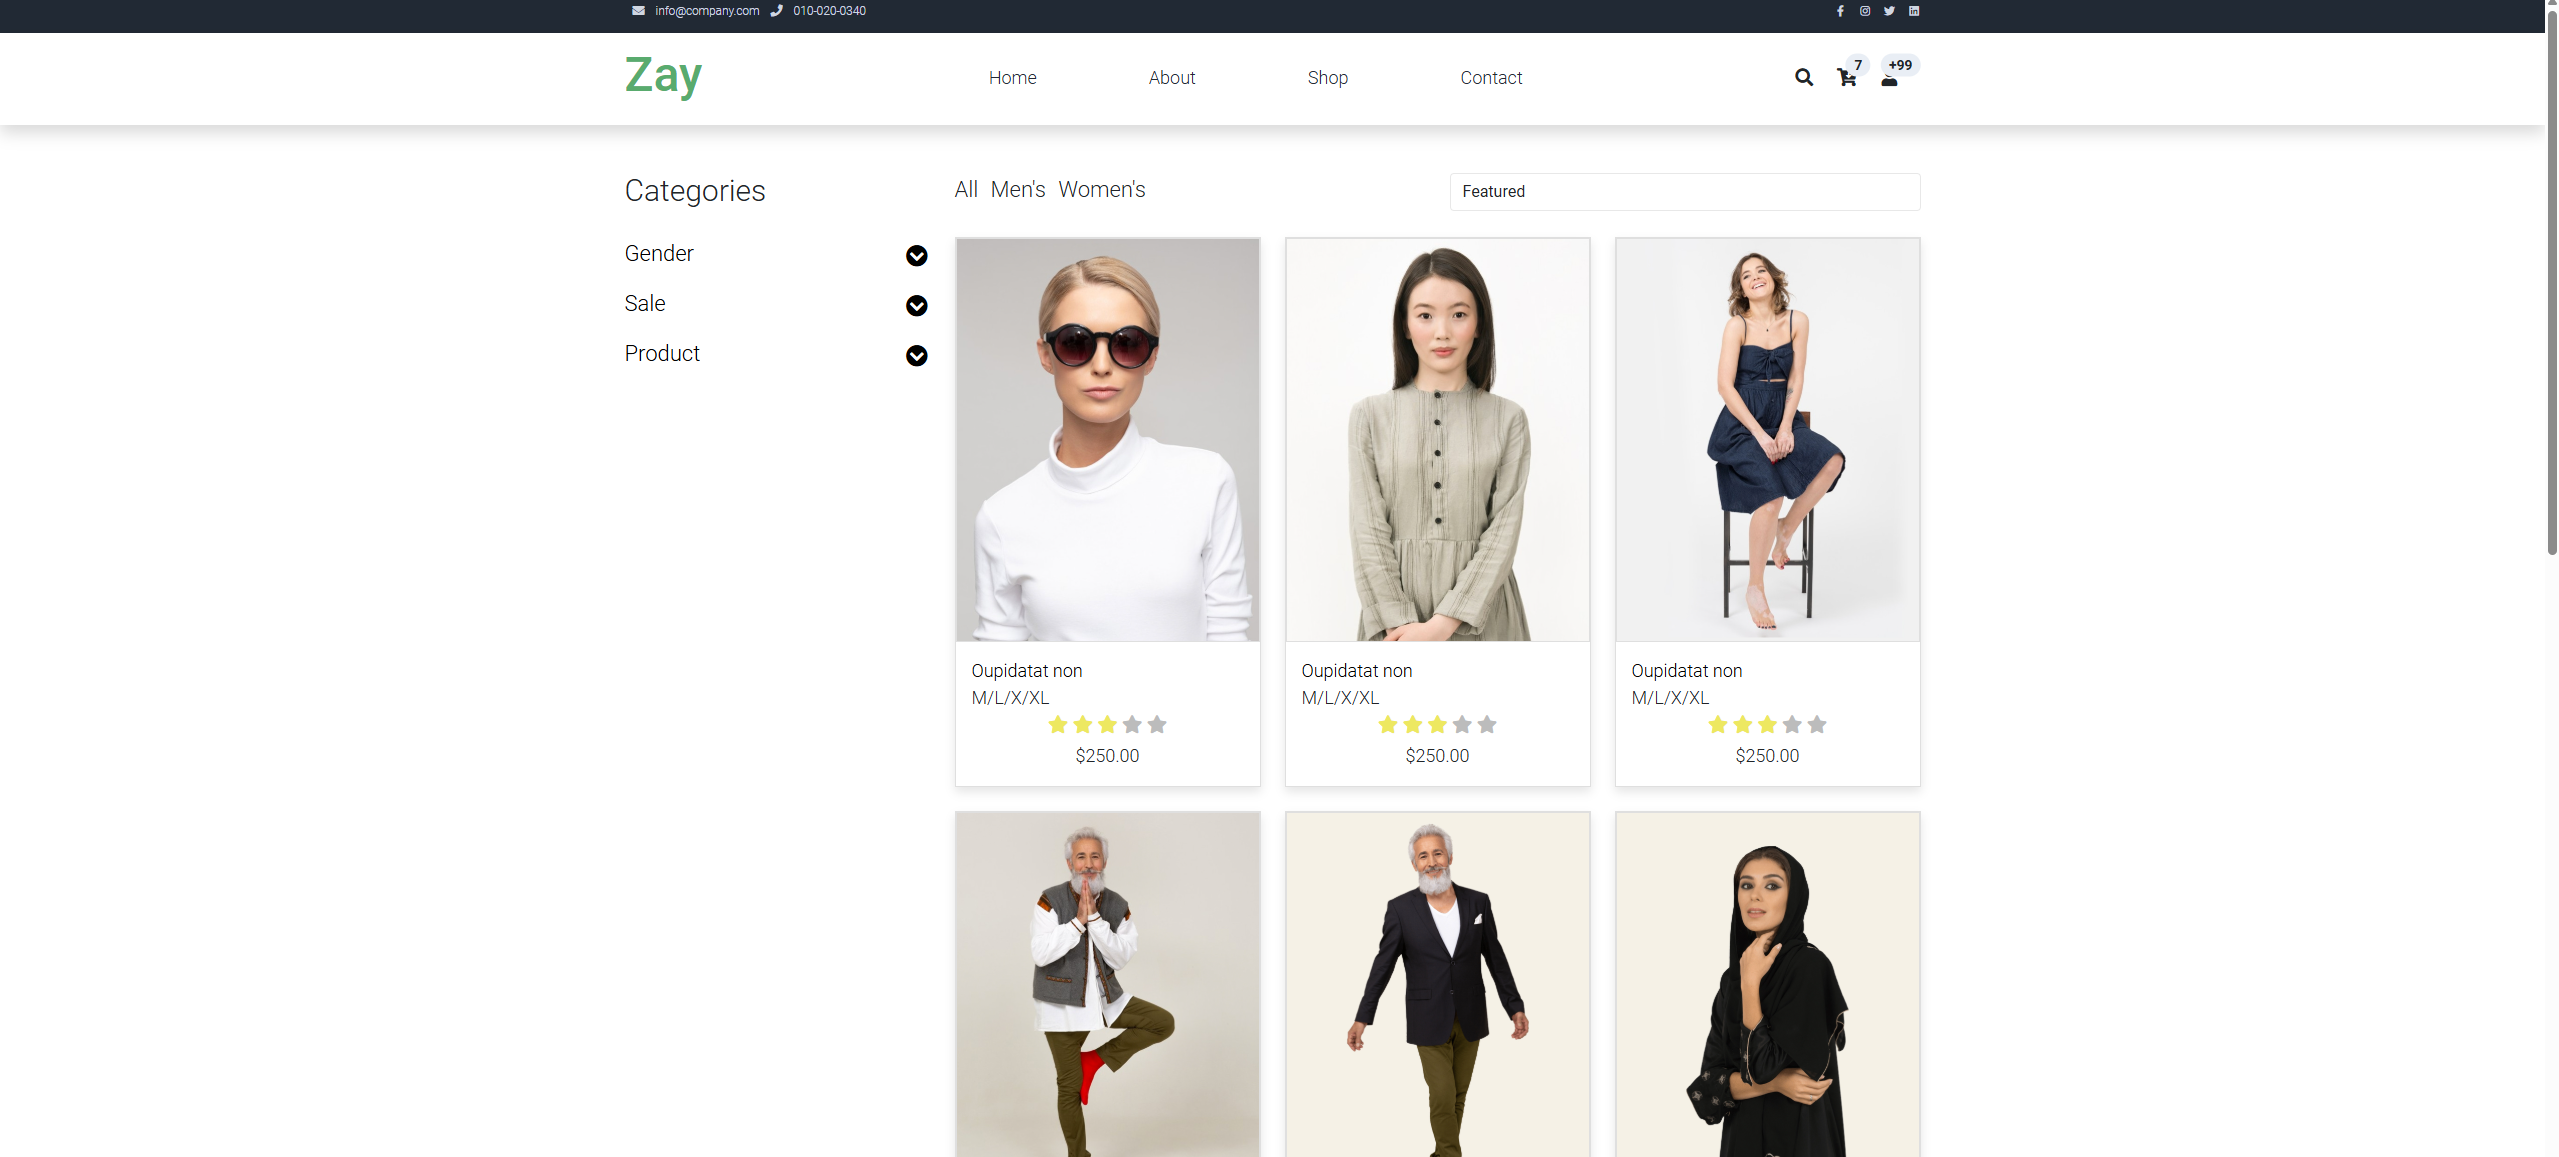 info@company.com 010-020-0340
Zay
Home About Shop Contact
7 +99
Categories
All Men's Women's
Featured
Gender
Sale
Product
Oupidatat non
M/L/X/XL
$250.00
Oupidatat non
M/L/X/XL
$250.00
Oupidatat non
M/L/X/XL
$250.00